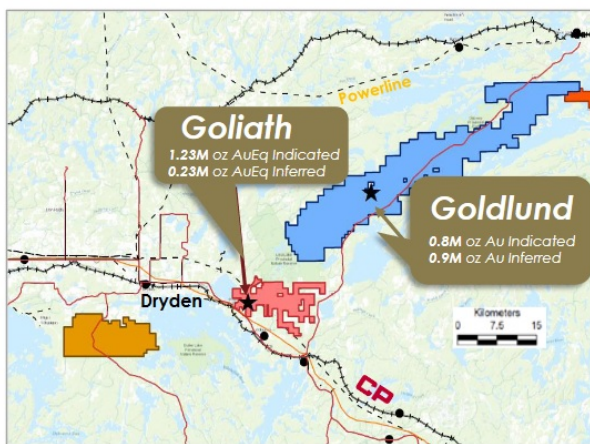 Powerline
Goliath
1.23M oz AuEq Indicated
0.23M oz AuEq Inferred
Goldlund
0.8M oz Au Indicated
0.9M oz Au Inferred
Dryden
Kilometers
0 7.5 15
CP